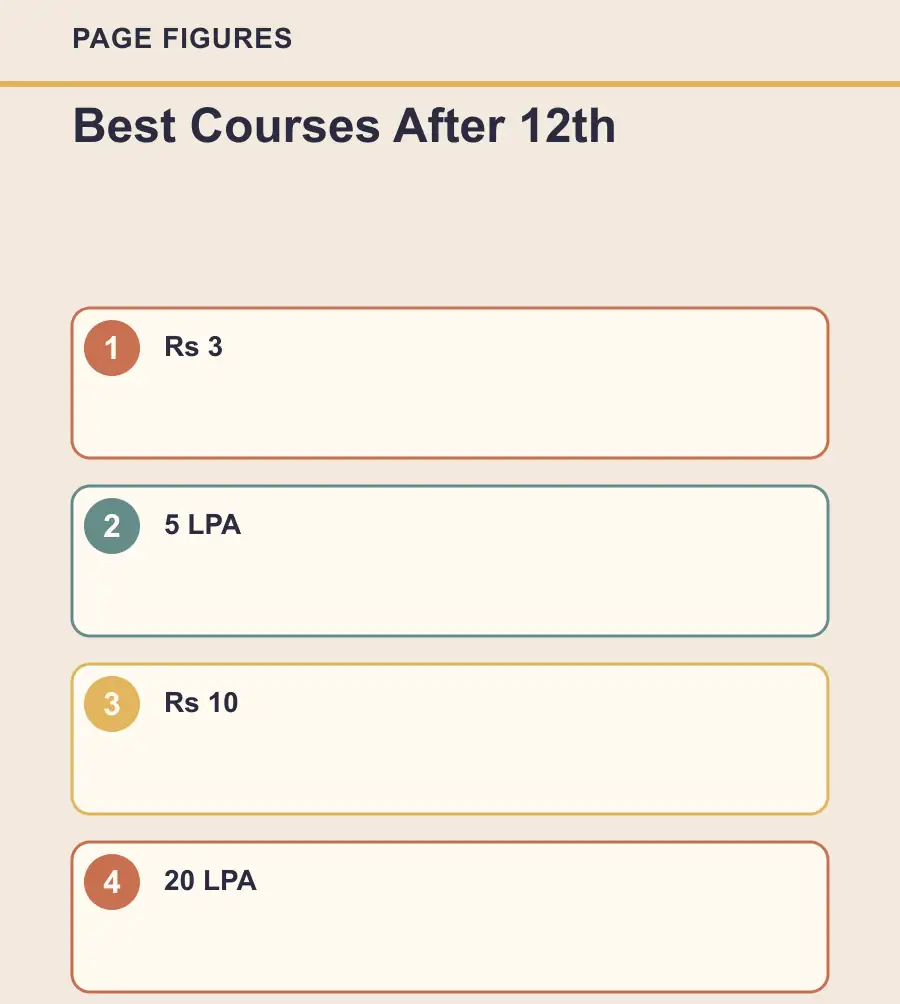 PAGE FIGURES
Best Courses After 12th
1 Rs 3
2 5 LPA
3 Rs 10
4 20 LPA